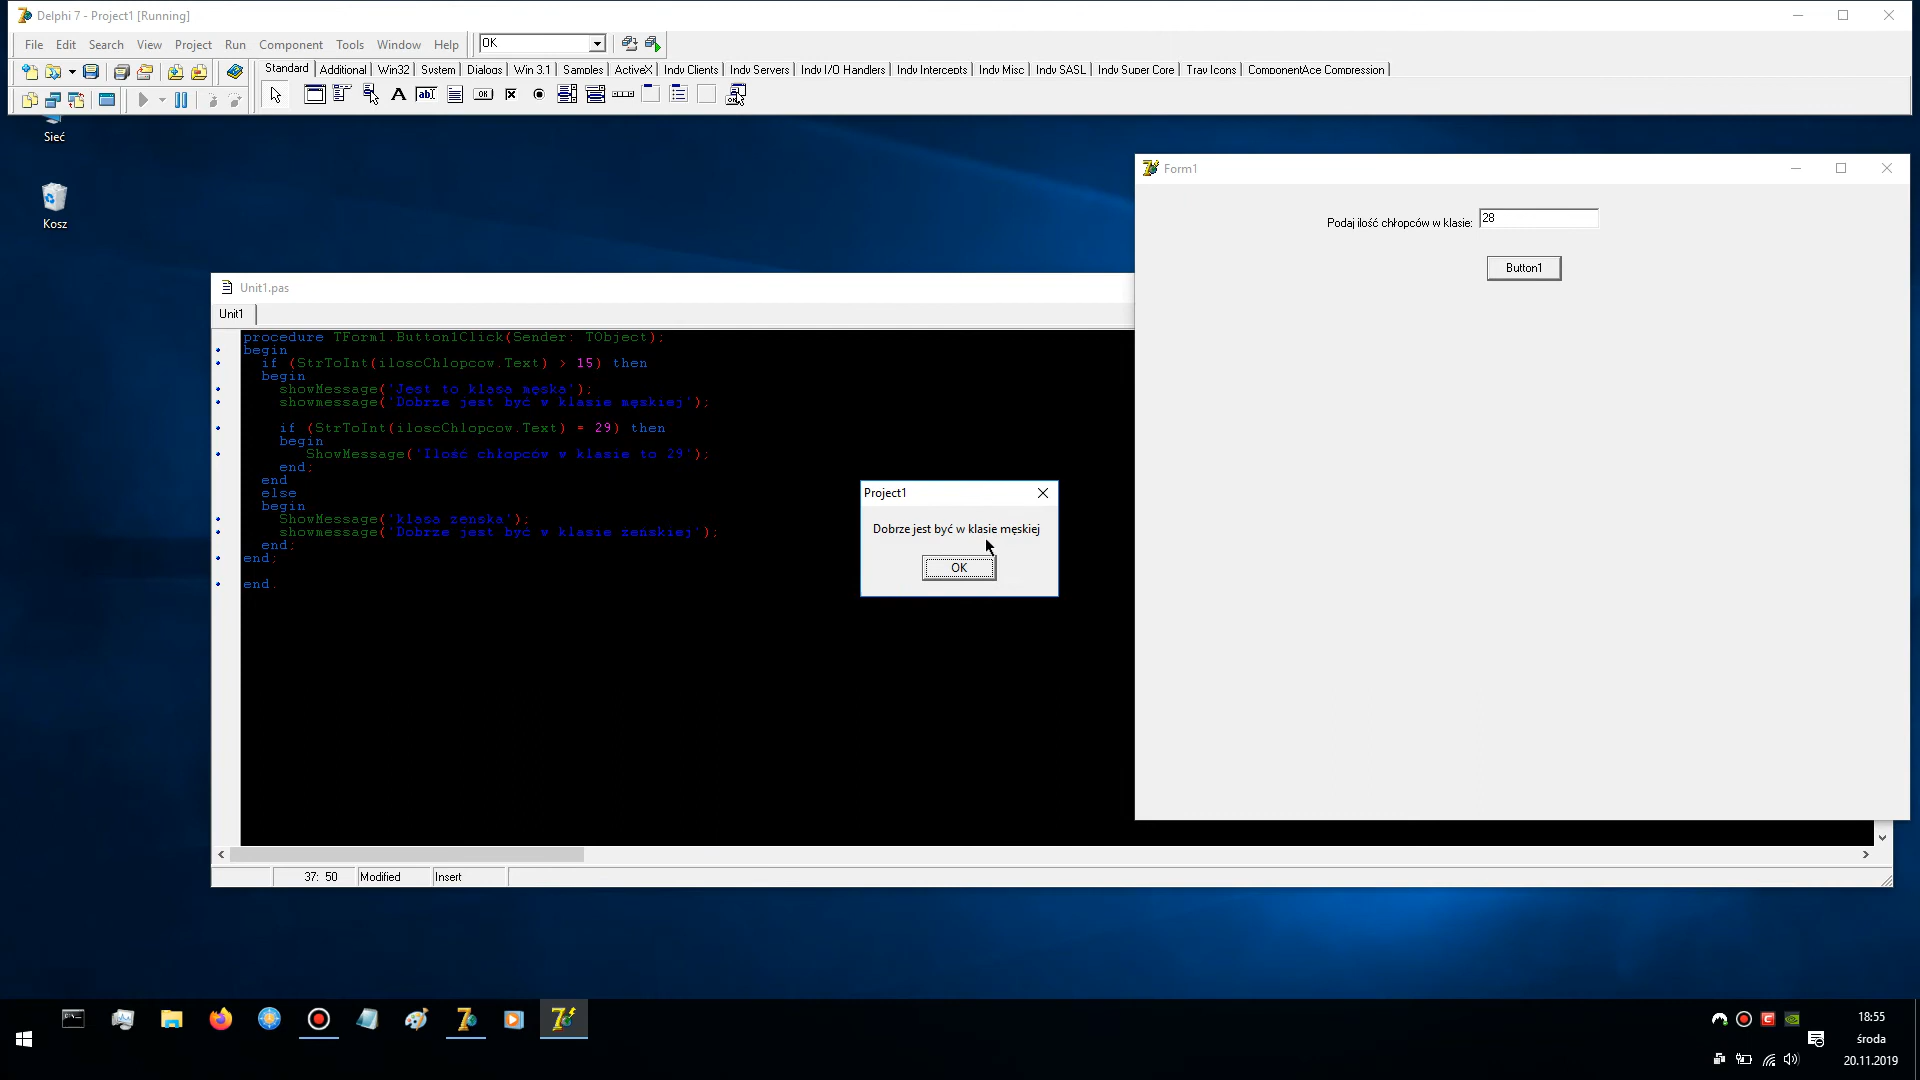 Delphi 7 - Project1 [Running]
File Edit Search View Project Run Component Tools Window Help
OK
Standard Additional Win32 System Dialogs Win 3.1 Samples ActiveX Indy Clients Indy Servers Indy I/O Handlers Indy Intercepts Indy Misc Indy SASL Indy Super Core Tray Icons ComponentAce Compression
Sieć
Kosz
Form1
Podaj ilość chłopców w klasie:
28
Button1
Unit1.pas
Unit1
procedure TForm1.Button1Click(Sender: TObject);
begin
if (StrToInt(iloscChlopcow.Text) > 15) then
begin
showMessage('Jest to klasa męska');
showmessage('Dobrze jest być w klasie męskiej');
if (StrToInt(iloscChlopcow.Text) = 29) then
begin
ShowMessage('Ilość chłopców w klasie to 29');
end;
end
else
begin
ShowMessage('klasa zenska');
showmessage('Dobrze jest być w klasie zeńskiej');
end;
end;
end.
Project1
Dobrze jest być w klasie męskiej
OK
37: 50
Modified
Insert
18:55
środa
20.11.2019